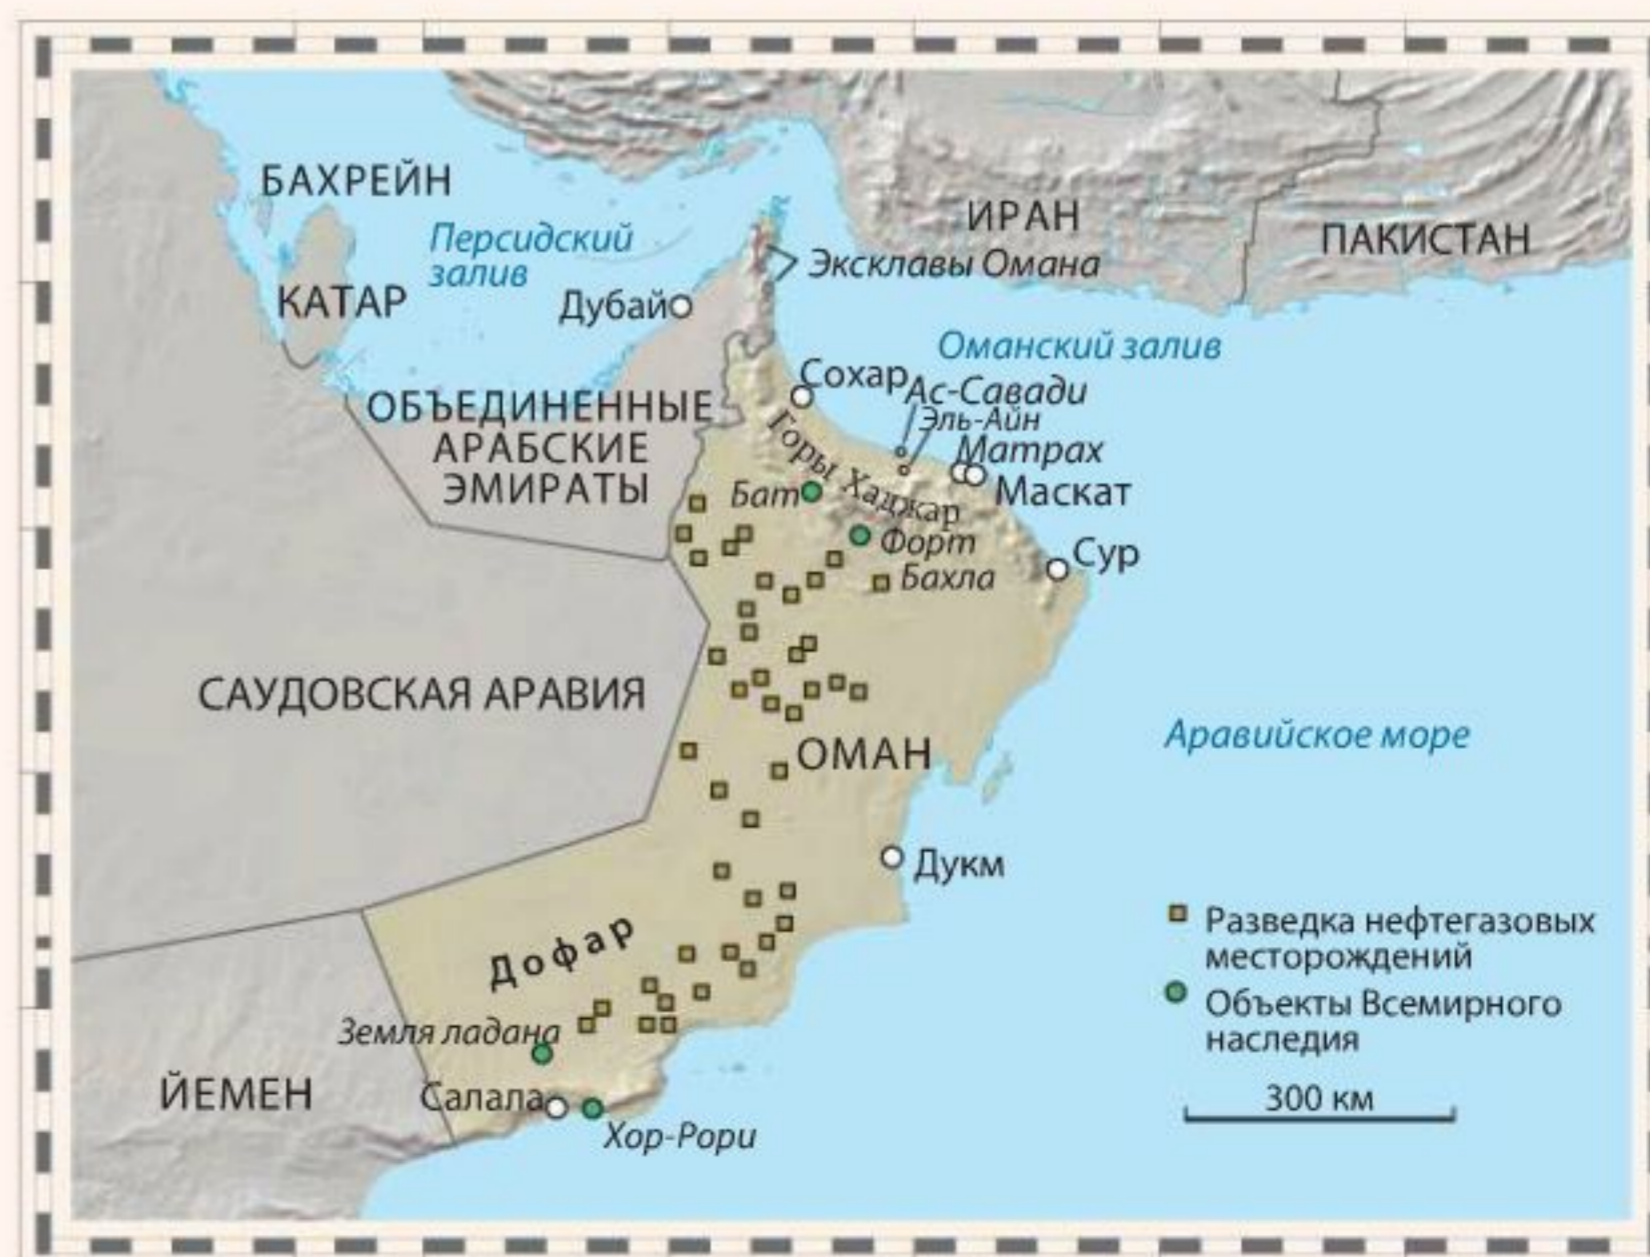 БАХРЕЙН
Персидский
залив
КАТАР
Дубай
ИРАН
ПАКИСТАН
Эксклавы Омана
Оманский залив
Сохар
Ас-Савади
Эль-Айн
Матрах
Маскат
ОБЪЕДИНЕННЫЕ
АРАБСКИЕ
ЭМИРАТЫ
Горы Хаджар
Бат
Форт
Бахла
Сур
САУДОВСКАЯ АРАВИЯ
ОМАН
Аравийское море
Дукм
Дофар
Земля ладана
ЙЕМЕН
Салала
Хор-Рори
Разведка нефтегазовых
месторождений
Объекты Всемирного
наследия
300 км